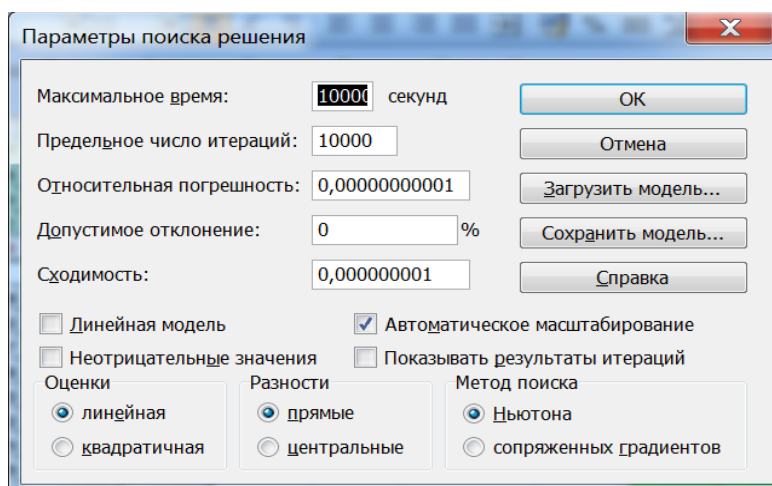 Параметры поиска решения
Максимальное время: 10000 секунд OK
Предельное число итераций: 10000 Отмена
Относительная погрешность: 0,00000000001 Загрузить модель...
Допустимое отклонение: 0 % Сохранить модель...
Сходимость: 0,000000001 Справка
Линейная модель Автоматическое масштабирование
Неотрицательные значения Показывать результаты итераций
Оценки Разности Метод поиска
линейная прямые Ньютона
квадратичная центральные сопряженных градиентов